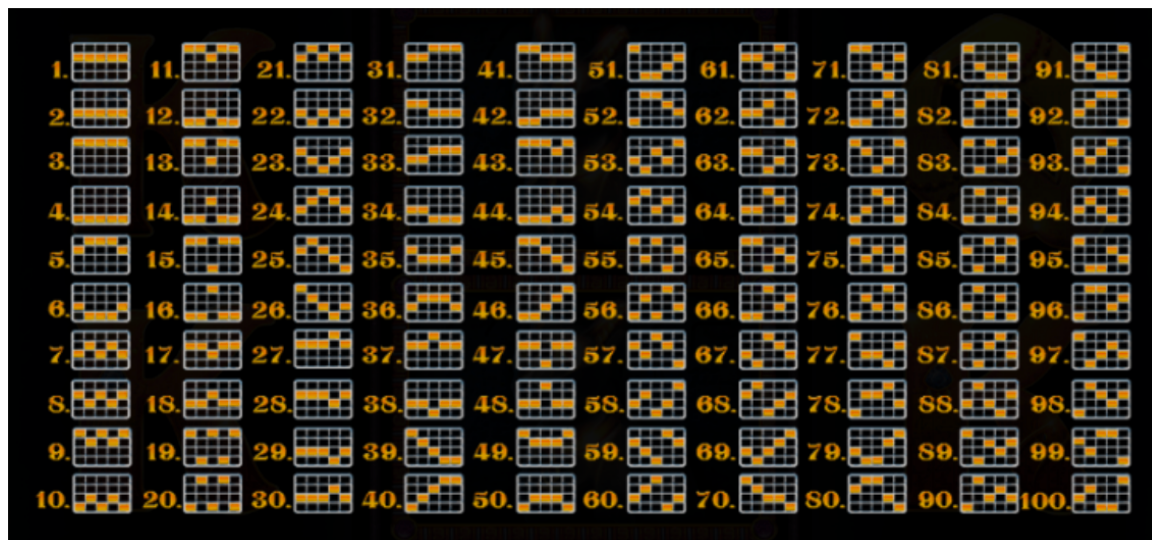 1. 11. 21. 31. 41. 51. 61. 71. 81. 91.
2. 12. 22. 32. 42. 52. 62. 72. 82. 92.
3. 13. 23. 33. 43. 53. 63. 73. 83. 93.
4. 14. 24. 34. 44. 54. 64. 74. 84. 94.
5. 15. 25. 35. 45. 55. 65. 75. 85. 95.
6. 16. 26. 36. 46. 56. 66. 76. 86. 96.
7. 17. 27. 37. 47. 57. 67. 77. 87. 97.
8. 18. 28. 38. 48. 58. 68. 78. 88. 98.
9. 19. 29. 39. 49. 59. 69. 79. 89. 99.
10. 20. 30. 40. 50. 60. 70. 80. 90. 100.